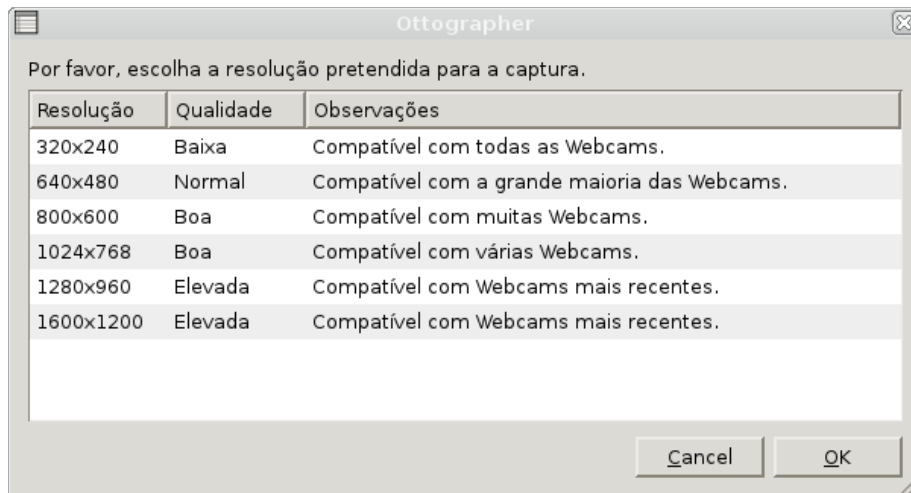 Ottographer
Por favor, escolha a resolução pretendida para a captura.
Resolução Qualidade Observações
320x240 Baixa Compatível com todas as Webcams.
640x480 Normal Compatível com a grande maioria das Webcams.
800x600 Boa Compatível com muitas Webcams.
1024x768 Boa Compatível com várias Webcams.
1280x960 Elevada Compatível com Webcams mais recentes.
1600x1200 Elevada Compatível com Webcams mais recentes.
Cancel OK